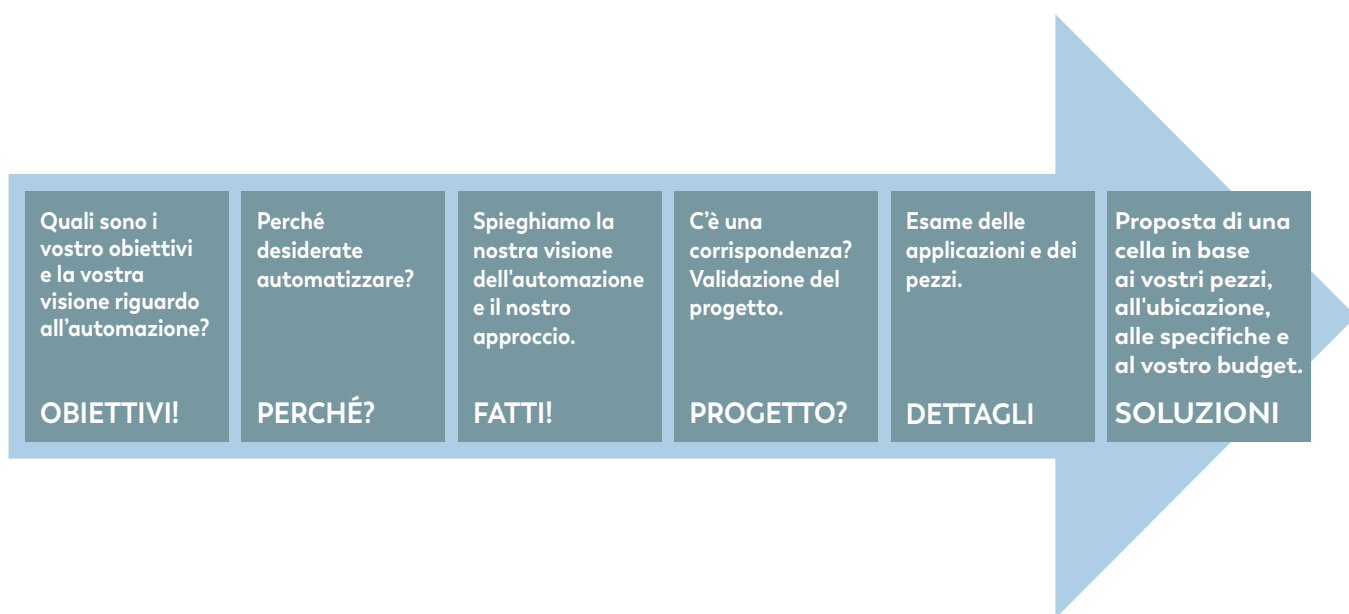 Quali sono i
vostro obiettivi
e la vostra
visione riguardo
all’automazione?
OBIETTIVI!
Perché
desiderate
automatizzare?
PERCHÉ?
Spieghiamo la
nostra visione
dell'automazione
e il nostro
approccio.
FATTI!
C’è una
corrispondenza?
Validazione del
progetto.
PROGETTO?
Esame delle
applicazioni e dei
pezzi.
DETTAGLI
Proposta di una
cella in base
ai vostri pezzi,
all'ubicazione,
alle specifiche e
al vostro budget.
SOLUZIONI